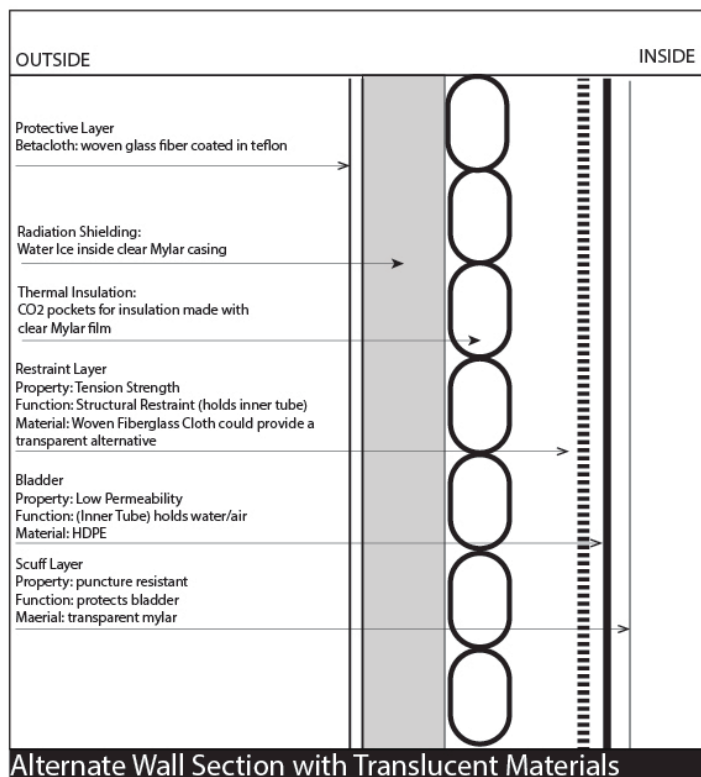 OUTSIDE
INSIDE
Protective Layer
Betacloth: woven glass fiber coated in teflon
Radiation Shielding:
Water Ice inside clear Mylar casing
Thermal Insulation:
CO2 pockets for insulation made with
clear Mylar film
Restraint Layer
Property: Tension Strength
Function: Structural Restraint (holds inner tube)
Material: Woven Fiberglass Cloth could provide a
transparent alternative
Bladder
Property: Low Permeability
Function: (Inner Tube) holds water/air
Material: HDPE
Scuff Layer
Property: puncture resistant
Function: protects bladder
Maerial: transparent mylar
Alternate Wall Section with Translucent Materials